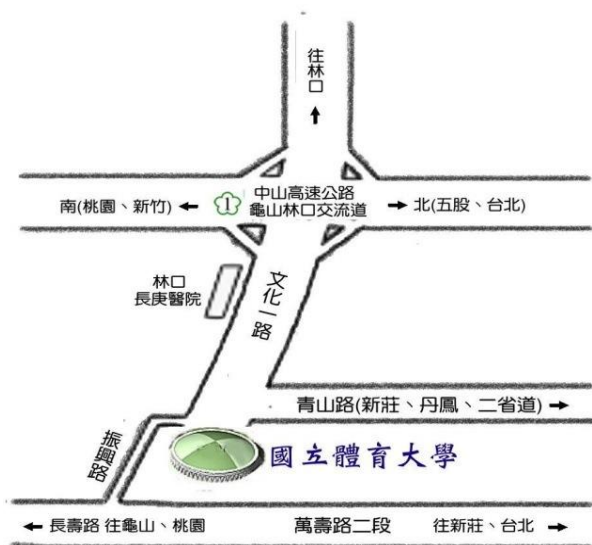 往林口
1
中山高速公路
龜山林口交流道
南(桃園、新竹)
北(五股、台北)
林口
長庚醫院
文化一路
青山路(新莊、丹鳳、二省道)
振興路
國立體育大學
長壽路 往龜山、桃園
萬壽路二段
往新莊、台北